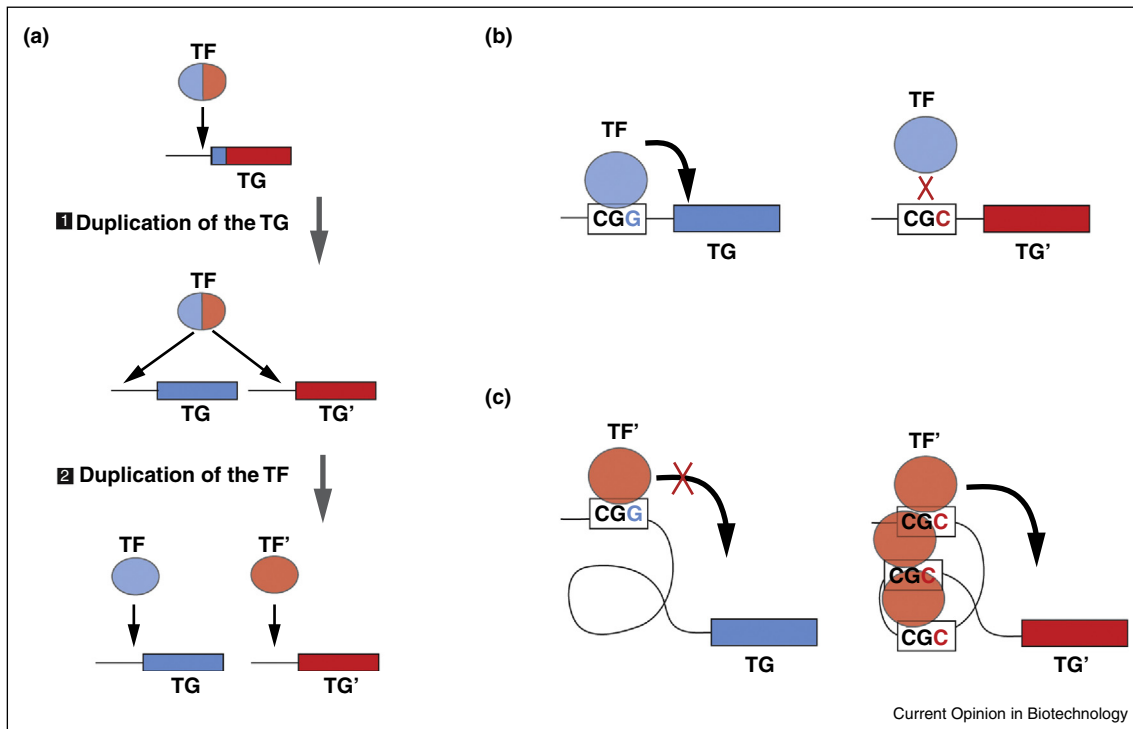 (a)
TF
TG
1 Duplication of the TG
TF
TG
TG’
2 Duplication of the TF
TF
TF’
TG
TG’
(b)
TF
CGG
TG
TF
X
CGC
TG’
(c)
TF’
X
CGG
TG
TF’
CGC
CGC
CGC
TG’
Current Opinion in Biotechnology